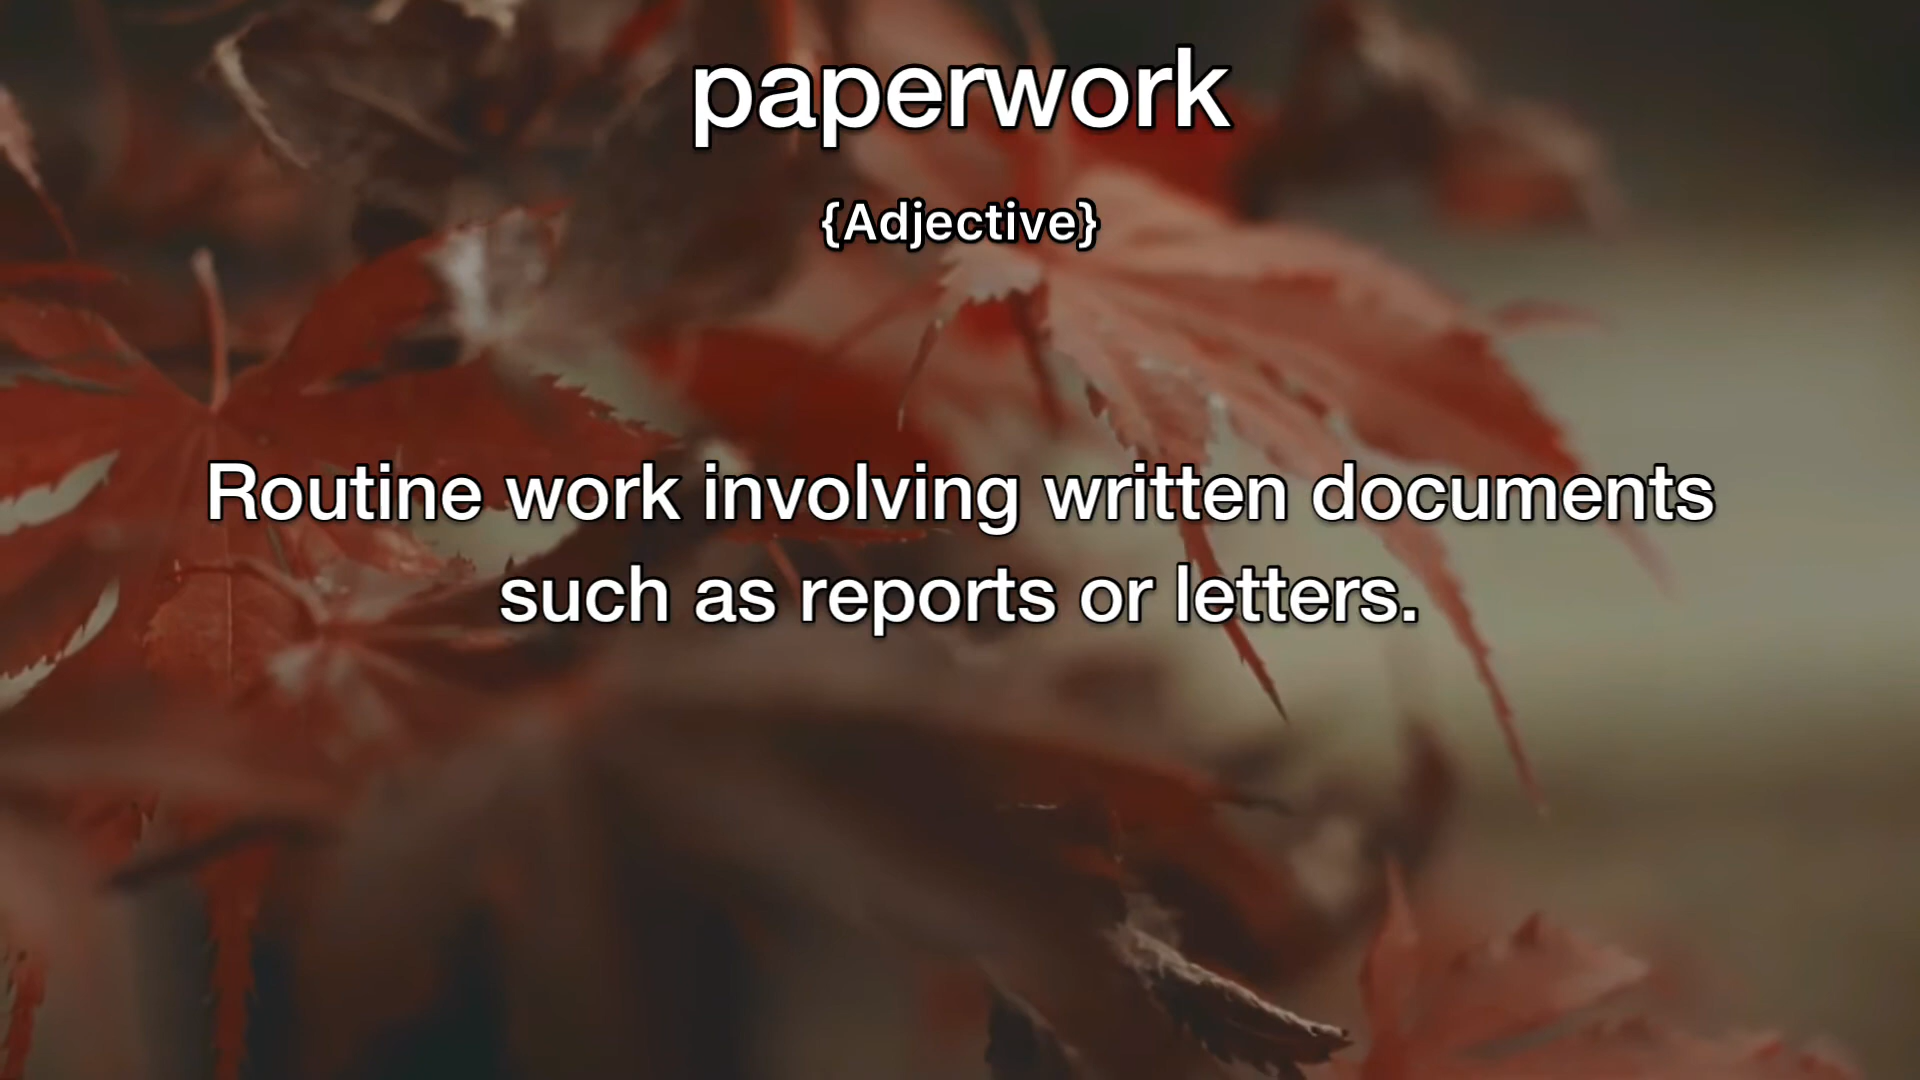 paperwork
{Adjective}
Routine work involving written documents
such as reports or letters.